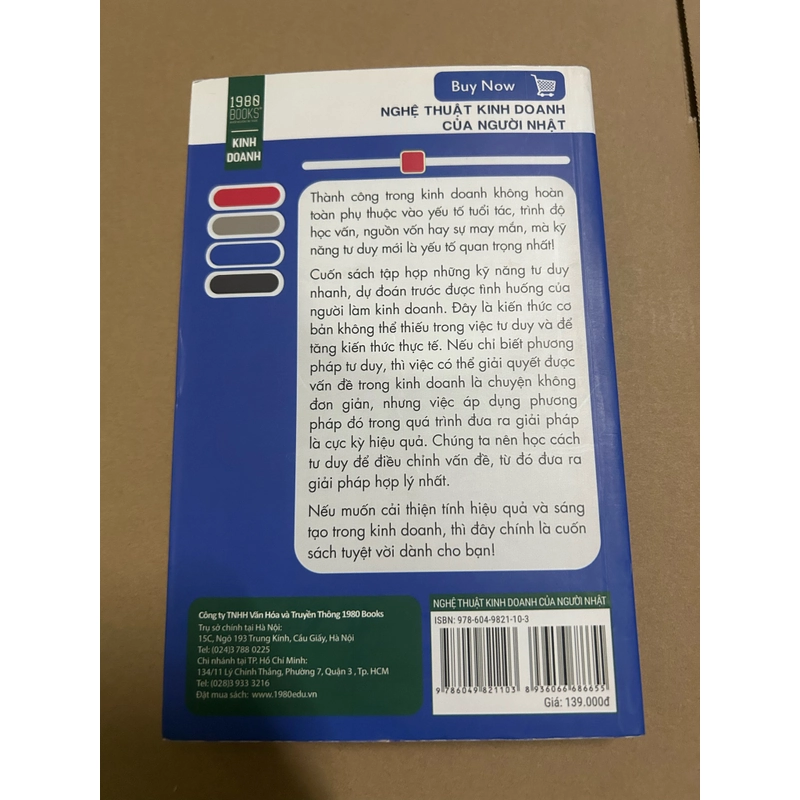 1980
BOOKS
KINH
DOANH
Buy Now
NGHỆ THUẬT KINH DOANH
CỦA NGƯỜI NHẬT
Thành công trong kinh doanh không hoàn
toàn phụ thuộc vào yếu tố tuổi tác, trình độ
học vấn, nguồn vốn hay sự may mắn, mà kỹ
năng tư duy mới là yếu tố quan trọng nhất!
Cuốn sách tập hợp những kỹ năng tư duy
nhanh, dự đoán trước được tình huống của
người làm kinh doanh. Đây là kiến thức cơ
bản không thể thiếu trong việc tư duy và để
tăng kiến thức thực tế. Nếu chỉ biết phương
pháp tư duy, thì việc có thể giải quyết được
vấn đề trong kinh doanh là chuyện không
đơn giản, nhưng việc áp dụng phương
pháp đó trong quá trình đưa ra giải pháp
là cực kỳ hiệu quả. Chúng ta nên học cách
tư duy để điều chỉnh vấn đề, từ đó đưa ra
giải pháp hợp lý nhất.
Nếu muốn cải thiện tính hiệu quả và sáng
tạo trong kinh doanh, thì đây chính là cuốn
sách tuyệt vời dành cho bạn!
Công ty TNHH Văn Hóa và Truyền Thông 1980 Books
Trụ sở chính tại Hà Nội:
15C, Ngõ 193 Trung Kính, Cầu Giấy, Hà Nội
Tel: (024)3 788 0225
Chi nhánh tại TP. Hồ Chí Minh:
134/11 Lý Chính Thắng, Phường 7, Quận 3 , Tp. HCM
Tel: (028)3 933 3216
Đặt mua sách: www.1980edu.vn
NGHỆ THUẬT KINH DOANH CỦA NGƯỜI NHẬT
ISBN: 978-604-9821-10-3
9 786049 821103
8 936066 686655
Giá: 139.000đ